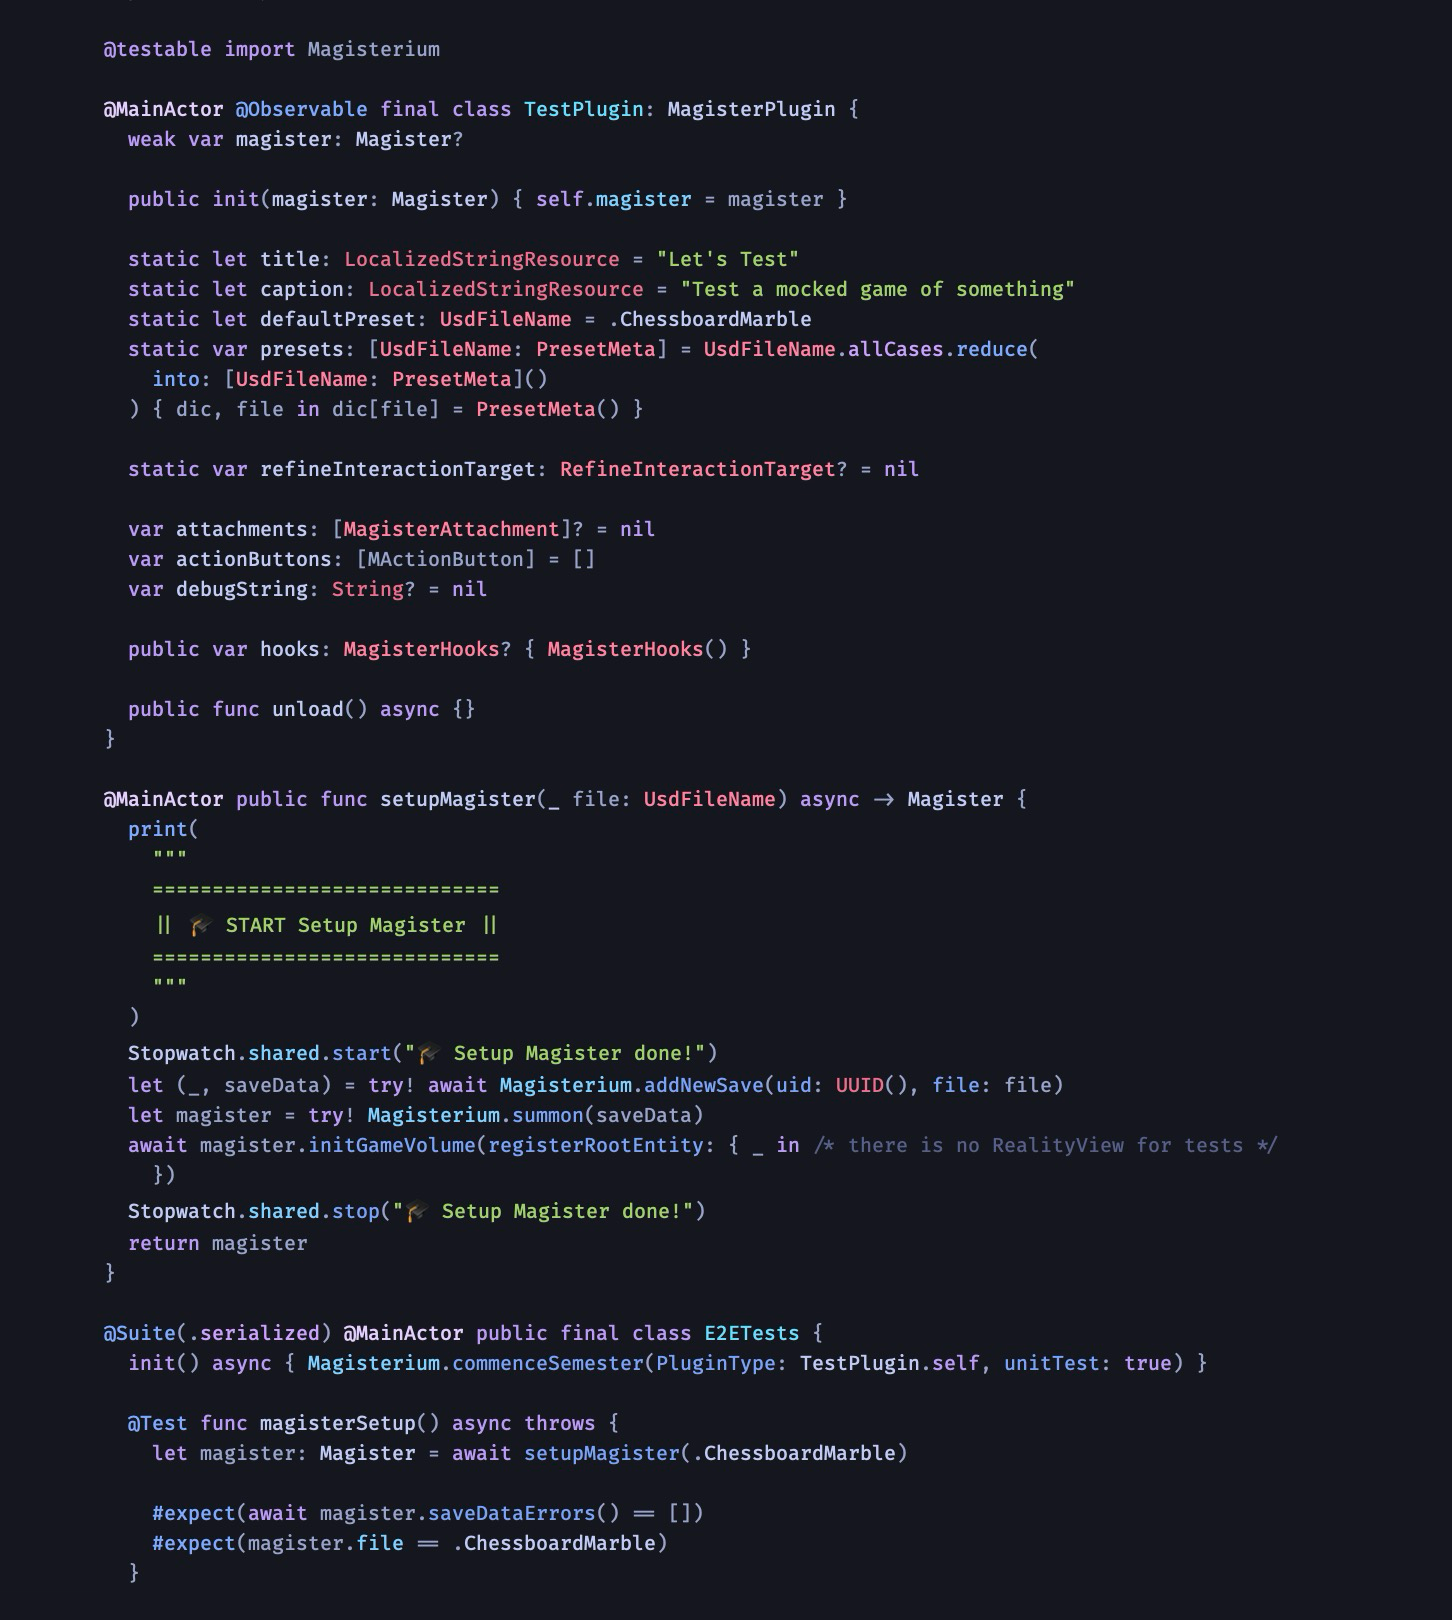 @testable import Magisterium
@MainActor @Observable final class TestPlugin: MagisterPlugin {
  weak var magister: Magister?
  public init(magister: Magister) { self.magister = magister }
  static let title: LocalizedStringResource = "Let's Test"
  static let caption: LocalizedStringResource = "Test a mocked game of something"
  static let defaultPreset: UsdFileName = .ChessboardMarble
  static var presets: [UsdFileName: PresetMeta] = UsdFileName.allCases.reduce(
    into: [UsdFileName: PresetMeta]()
  ) { dic, file in dic[file] = PresetMeta() }
  static var refineInteractionTarget: RefineInteractionTarget? = nil
  var attachments: [MagisterAttachment]? = nil
  var actionButtons: [MActionButton] = []
  var debugString: String? = nil
  public var hooks: MagisterHooks? { MagisterHooks() }
  public func unload() async {}
}
@MainActor public func setupMagister(_ file: UsdFileName) async -> Magister {
  print(
    """
    =============================
    || 🎓 START Setup Magister ||
    =============================
    """
  )
  Stopwatch.shared.start("🎓 Setup Magister done!")
  let (_, saveData) = try! await Magisterium.addNewSave(uid: UUID(), file: file)
  let magister = try! Magisterium.summon(saveData)
  await magister.initGameVolume(registerRootEntity: { _ in /* there is no RealityView for tests */
    })
  Stopwatch.shared.stop("🎓 Setup Magister done!")
  return magister
}
@Suite(.serialized) @MainActor public final class E2ETests {
  init() async { Magisterium.commenceSemester(PluginType: TestPlugin.self, unitTest: true) }
  @Test func magisterSetup() async throws {
    let magister: Magister = await setupMagister(.ChessboardMarble)
    #expect(await magister.saveDataErrors() == [])
    #expect(magister.file == .ChessboardMarble)
  }